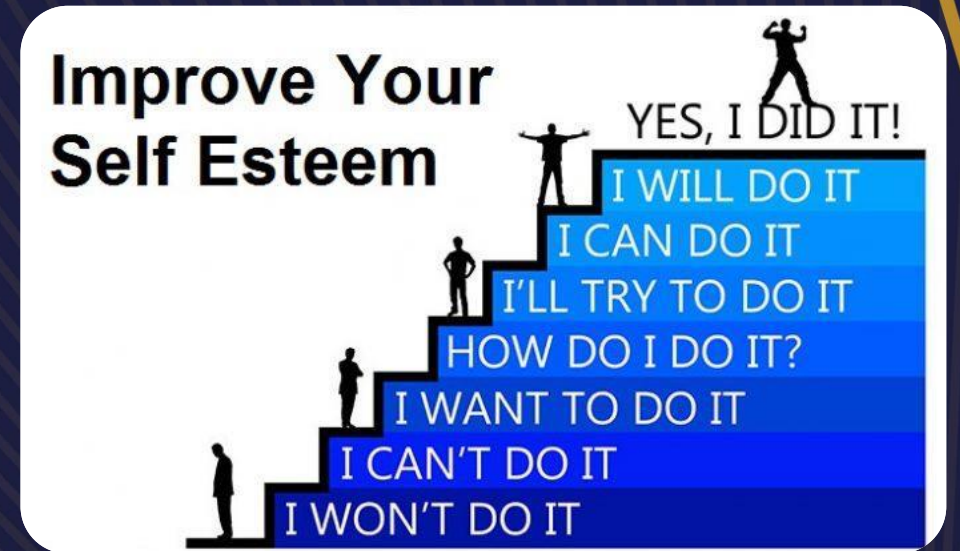 Improve Your
Self Esteem
YES, I DID IT!
I WILL DO IT
I CAN DO IT
I'LL TRY TO DO IT
HOW DO I DO IT?
I WANT TO DO IT
I CAN'T DO IT
I WON'T DO IT